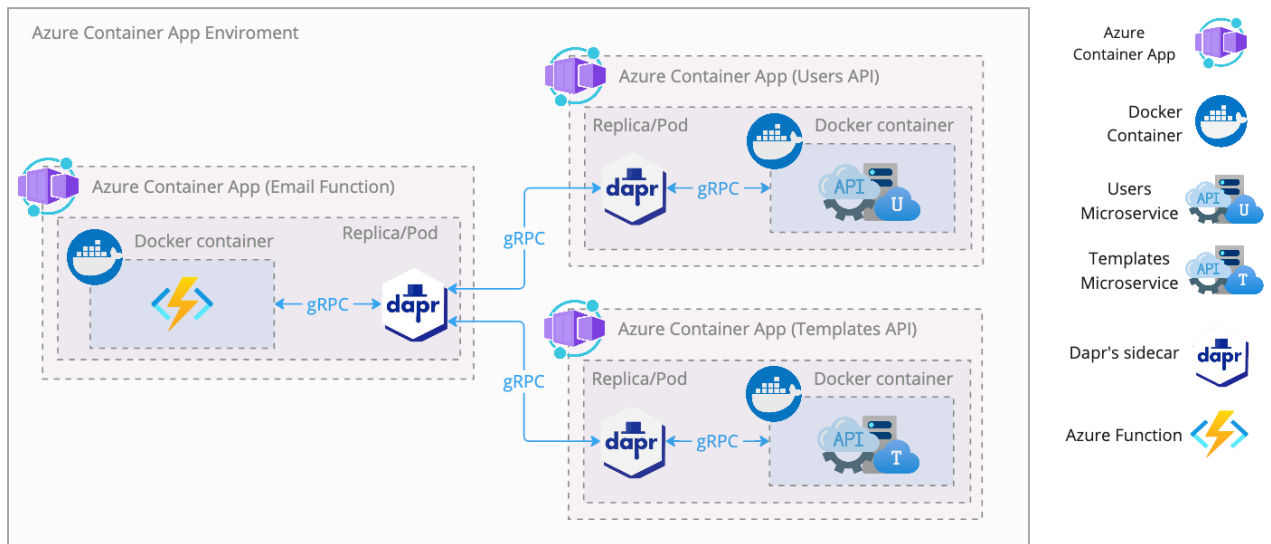 Azure Container App Enviroment
Azure Container App (Users API)
Replica/Pod
Docker container
dapr
gRPC
API
U
Azure Container App (Email Function)
Docker container
Replica/Pod
gRPC
dapr
gRPC
gRPC
Azure Container App (Templates API)
Replica/Pod
Docker container
dapr
gRPC
API
T
Azure
Container App
Docker
Container
Users
Microservice
API
U
Templates
Microservice
API
T
Dapr's sidecar
dapr
Azure Function